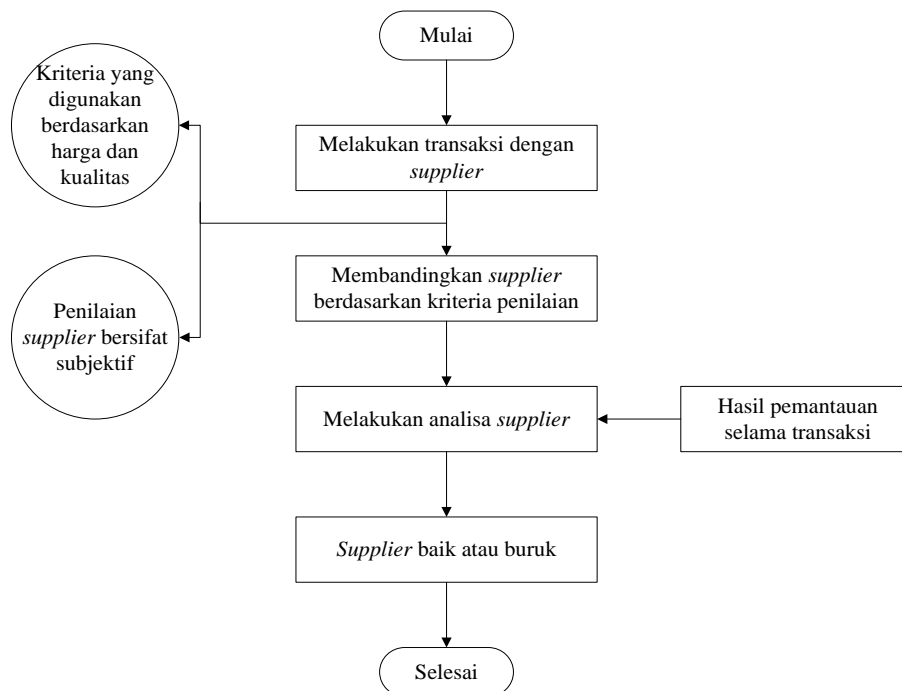 Mulai
Kriteria yang
digunakan
berdasarkan
harga dan
kualitas
Melakukan transaksi dengan
supplier
Membandingkan supplier
berdasarkan kriteria penilaian
Penilaian
supplier bersifat
subjektif
Melakukan analisa supplier
Hasil pemantauan
selama transaksi
Supplier baik atau buruk
Selesai